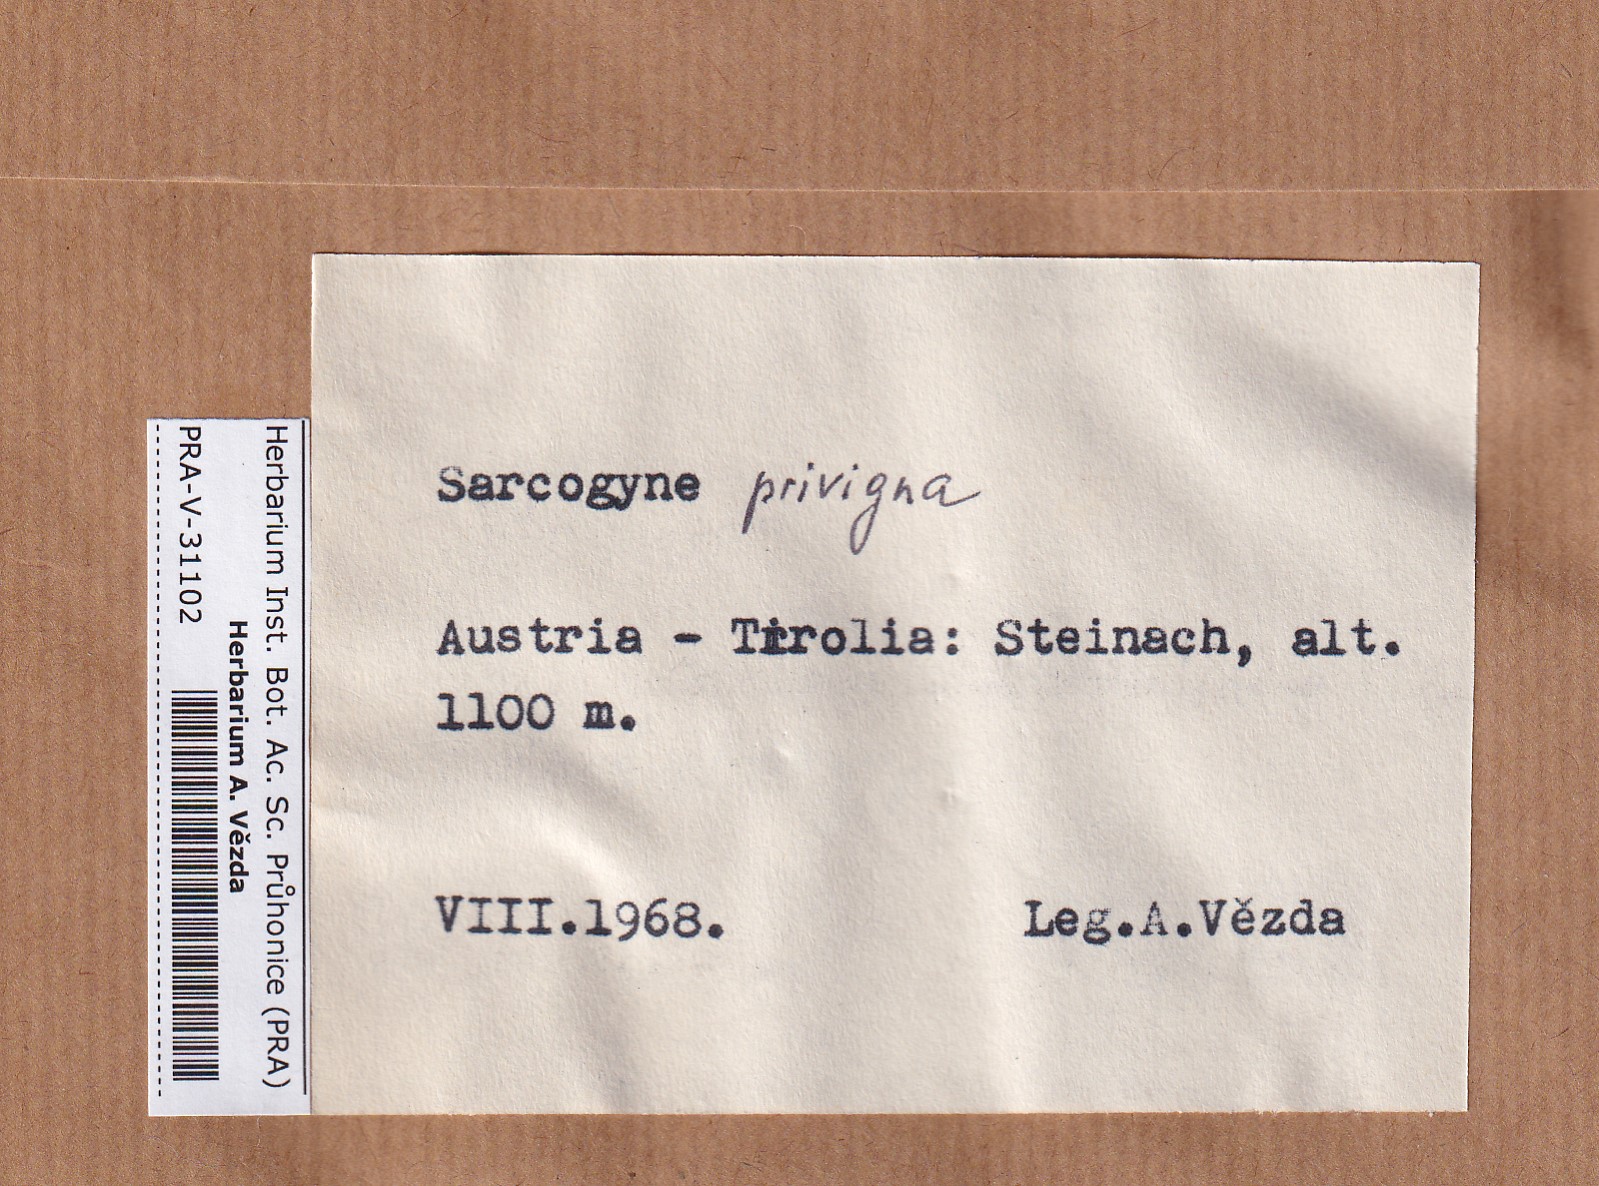 Sarcogyne privigna
Austria - Tirolia: Steinach, alt.
1100 m.
VIII.1968. Leg.A.Vězda
Herbarium Inst. Bot. Ac. Sc. Průhonice (PRA)
Herbarium A. Vězda
PRA-V-31102